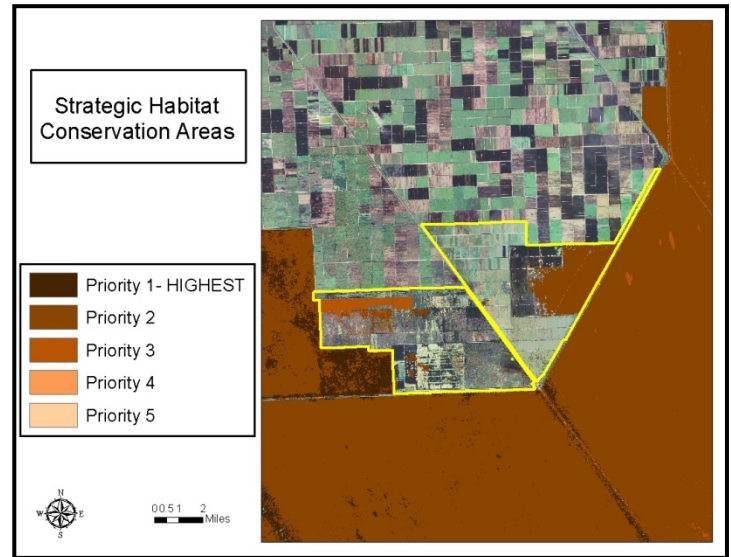 Strategic Habitat
Conservation Areas
Priority 1- HIGHEST
Priority 2
Priority 3
Priority 4
Priority 5
N
W E
S
0 0.5 1 2
Miles